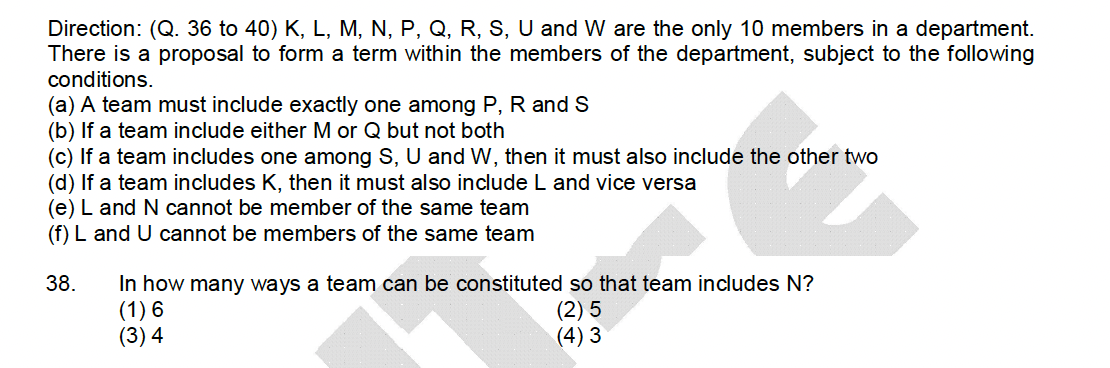 Direction: (Q. 36 to 40) K, L, M, N, P, Q, R, S, U and W are the only 10 members in a department.
There is a proposal to form a term within the members of the department, subject to the following
conditions.
(a) A team must include exactly one among P, R and S
(b) If a team include either M or Q but not both
(c) If a team includes one among S, U and W, then it must also include the other two
(d) If a team includes K, then it must also include L and vice versa
(e) L and N cannot be member of the same team
(f) L and U cannot be members of the same team
38. In how many ways a team can be constituted so that team includes N?
(1) 6 (2) 5
(3) 4 (4) 3